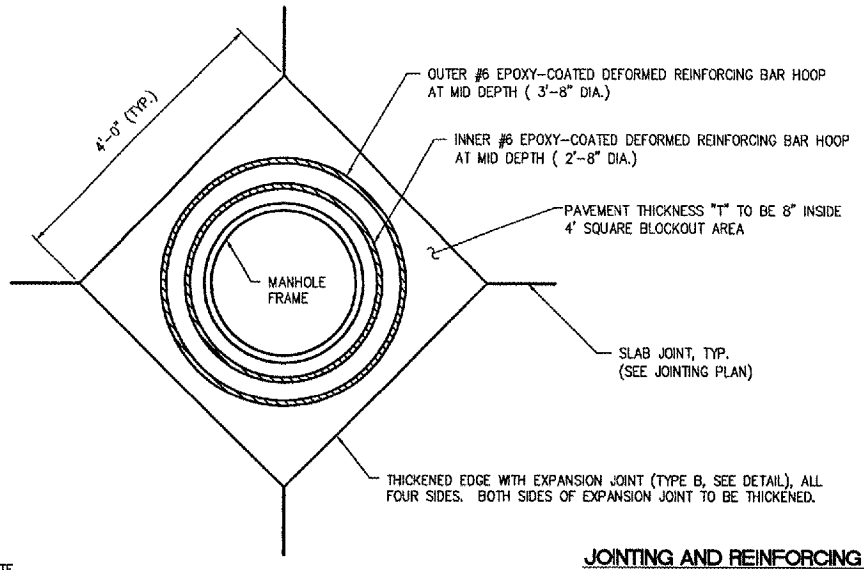 4'-0" (TYP.)
OUTER #6 EPOXY-COATED DEFORMED REINFORCING BAR HOOP
AT MID DEPTH ( 3'-8" DIA.)
INNER #6 EPOXY-COATED DEFORMED REINFORCING BAR HOOP
AT MID DEPTH ( 2'-8" DIA.)
PAVEMENT THICKNESS "T" TO BE 8" INSIDE
4' SQUARE BLOCKOUT AREA
MANHOLE
FRAME
SLAB JOINT, TYP.
(SEE JOINTING PLAN)
THICKENED EDGE WITH EXPANSION JOINT (TYPE B, SEE DETAIL), ALL
FOUR SIDES. BOTH SIDES OF EXPANSION JOINT TO BE THICKENED.
JOINTING AND REINFORCING